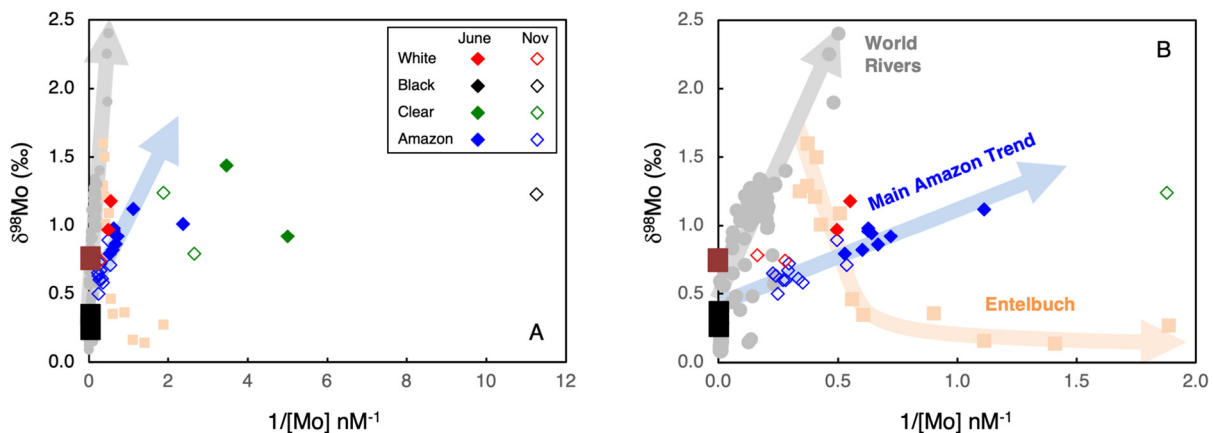 2.5
2.0
1.5
1.0
0.5
0.0
δ98Mo (‰)
0 2 4 6 8 10 12
1/[Mo] nM-1
June Nov
White
Black
Clear
Amazon
A
2.5
2.0
1.5
1.0
0.5
0.0
δ98Mo (‰)
0.0 0.5 1.0 1.5 2.0
1/[Mo] nM-1
World
Rivers
B
Main Amazon Trend
Entelbuch